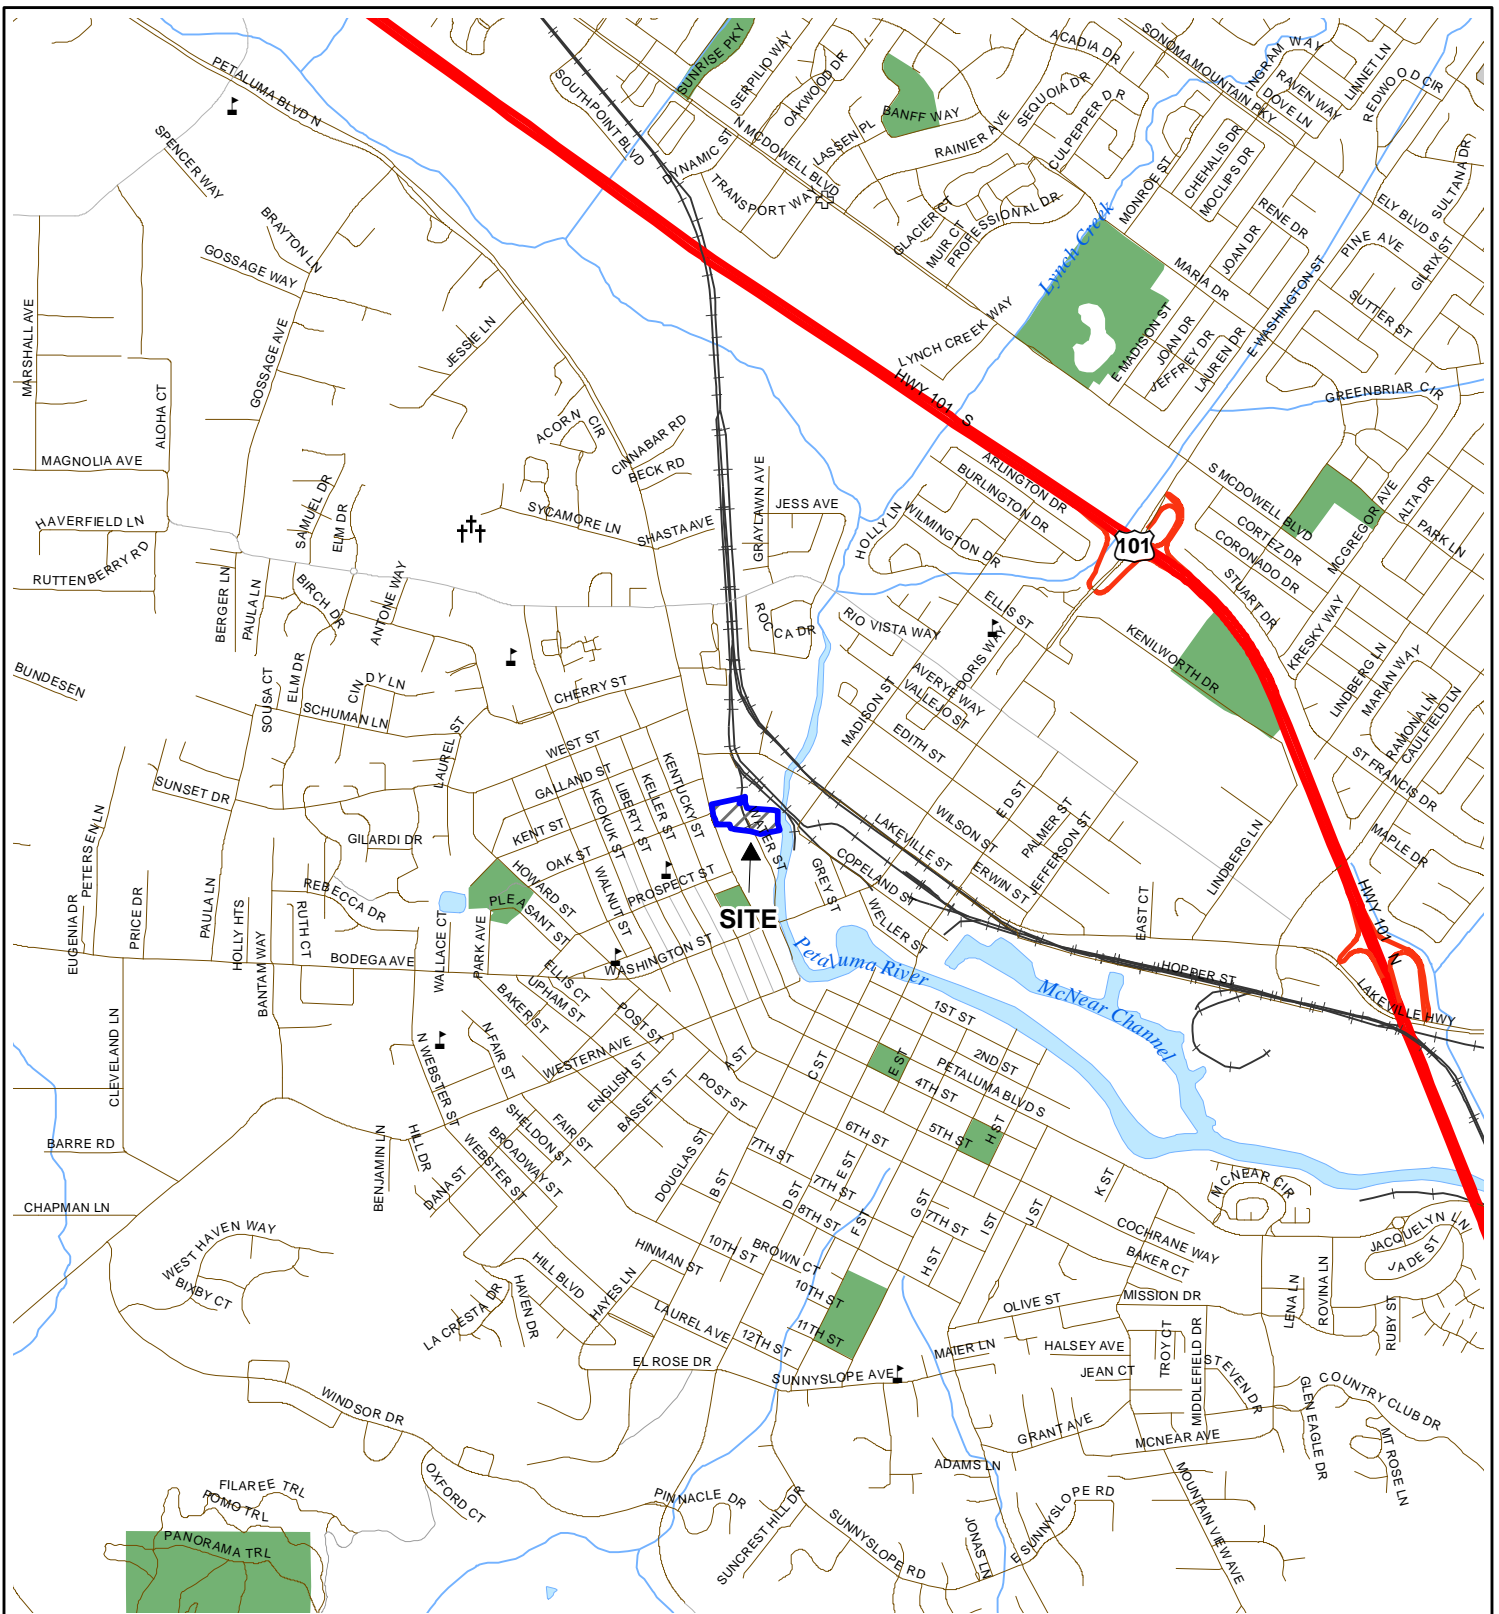 SUNRISE PKY
SERPILIO WAY
OAKWOOD DR
ACADIA DR
SONOMA MOUNTAIN PKY
INGRAM WAY
RAVEN WAY
DOVE LN
LINNET LN
REDWOOD CIR
PETALUMA BLVD N
SOUTHPOINT BLVD
DYNAMIC ST
N MCDOWELL BLVD
LASSEN PL
BANFF WAY
RAINIER AVE
SEQUOIA DR
CULPEPPER DR
CHEHALIS DR
MOCLIPS DR
MONROE ST
SULTANA DR
SPENCER WAY
TRANSPORT WAY
GLACIER CT
MUIR CT
PROFESSIONAL DR
RENE DR
JOAN DR
ELY BLVD S
GILRIX ST
PINE AVE
BRAYTON LN
GOSSAGE WAY
Lynch Creek
MARIA DR
SUTTER ST
E WASHINGTON ST
MARSHALL AVE
GOSSAGE AVE
JESSIE LN
LYNCH CREEK WAY
E MADISON ST
JOAN DR
JEFFREY DR
LAUREN DR
HWY 101 S
GREENBRIAR CIR
ALOHA CT
ACORN CIR
CINNABAR RD
BECK RD
MAGNOLIA AVE
ARLINGTON DR
BURLINGTON DR
S MCDOWELL BLVD
MCGREGOR AVE
ALTA DR
PARK LN
SAMUEL DR
ELM DR
SYCAMORE LN
SHASTA AVE
GRAYLAWN AVE
JESS AVE
HOLLY LN
WILMINGTON DR
101
CORTEZ DR
CORONADO DR
HAVERFIELD LN
RUTTEN
BERRY RD
BERGER LN
PAULA LN
BIRCH DR
ANTONE WAY
ROCCA DR
RIO VISTA WAY
ELLIS ST
STUART DR
KRESKY WAY
KENILWORTH DR
DORIS WAY
AVERYE WAY
VALLEJO ST
LINDBERG LN
MARIAN WAY
RAMONA LN
CAULFIELD LN
BUNDESEN
SOUSA CT
ELM DR
CINDY LN
SCHUMAN LN
CHERRY ST
MADISON ST
EDITH ST
ST FRANCIS DR
LAUREL ST
WEST ST
KENTUCKY ST
SUNSET DR
GALLAND ST
KEOKUK ST
LIBERTY ST
KELLER ST
KENT ST
WATER ST
E D ST
WILSON ST
PALMER ST
JEFFERSON ST
LAKEVILLE ST
LINDBERG LN
MAPLE DR
PETERSEN LN
GILARDI DR
OAK ST
HOWARD ST
PROSPECT ST
WALNUT ST
GREY ST
COPELAND ST
ERWIN ST
EUGENIA DR
PRICE DR
PAULA LN
HOLLY HTS
BANTAM WAY
REBECCA DR
RUTH CT
WALLACE CT
PARK AVE
PLEASANT ST
SITE
WELLER ST
EAST CT
HWY 101 N
BODEGA AVE
WASHINGTON ST
Petaluma River
McNear Channel
HOPPER ST
LAKEVILLE HWY
ELLIS CT
UPHAM ST
BAKER ST
POST ST
1ST ST
2ND ST
PETALUMA BLVD S
CLEVELAND LN
N WEBSTER ST
N FAIR ST
WESTERN AVE
ENGLISH ST
BASSETT ST
A ST
POST ST
C ST
E ST
4TH ST
5TH ST
H ST
6TH ST
BARRE RD
BENJAMIN LN
HILL DR
SHELDON ST
FAIR ST
BROADWAY ST
WEBSTER ST
DANA ST
DOUGLAS ST
B ST
7TH ST
E ST
7TH ST
D ST
8TH ST
F ST
G ST
7TH ST
I ST
J ST
K ST
MCNEAR CIR
CHAPMAN LN
WEST HAVEN WAY
BIXBY CT
HINMAN ST
10TH ST
BROWN CT
H ST
COCHRANE WAY
BAKER CT
JACQUELYN LN
JADE ST
HILL BLVD
HAVEN DR
LA CRESTA DR
HAYES LN
LAUREL AVE
12TH ST
10TH ST
11TH ST
OLIVE ST
MISSION DR
LENA LN
ROVINA LN
RUBY ST
EL ROSE DR
SUNNYSLOPE AVE
MAIER LN
HALSEY AVE
JEAN CT
TROY CT
MIDDLEFIELD DR
STEVEN DR
GLEN EAGLE DR
COUNTRY CLUB DR
MT ROSE LN
WINDSOR DR
GRANT AVE
MCNEAR AVE
OXFORD CT
ADAMS LN
FILAREE TRL
POMO TRL
PANORAMA TRL
PINNACLE DR
SUNCREST HILL DR
SUNNYSLOPE RD
JONAS LN
E SUNNYSLOPE RD
MOUNTAIN VIEW AVE